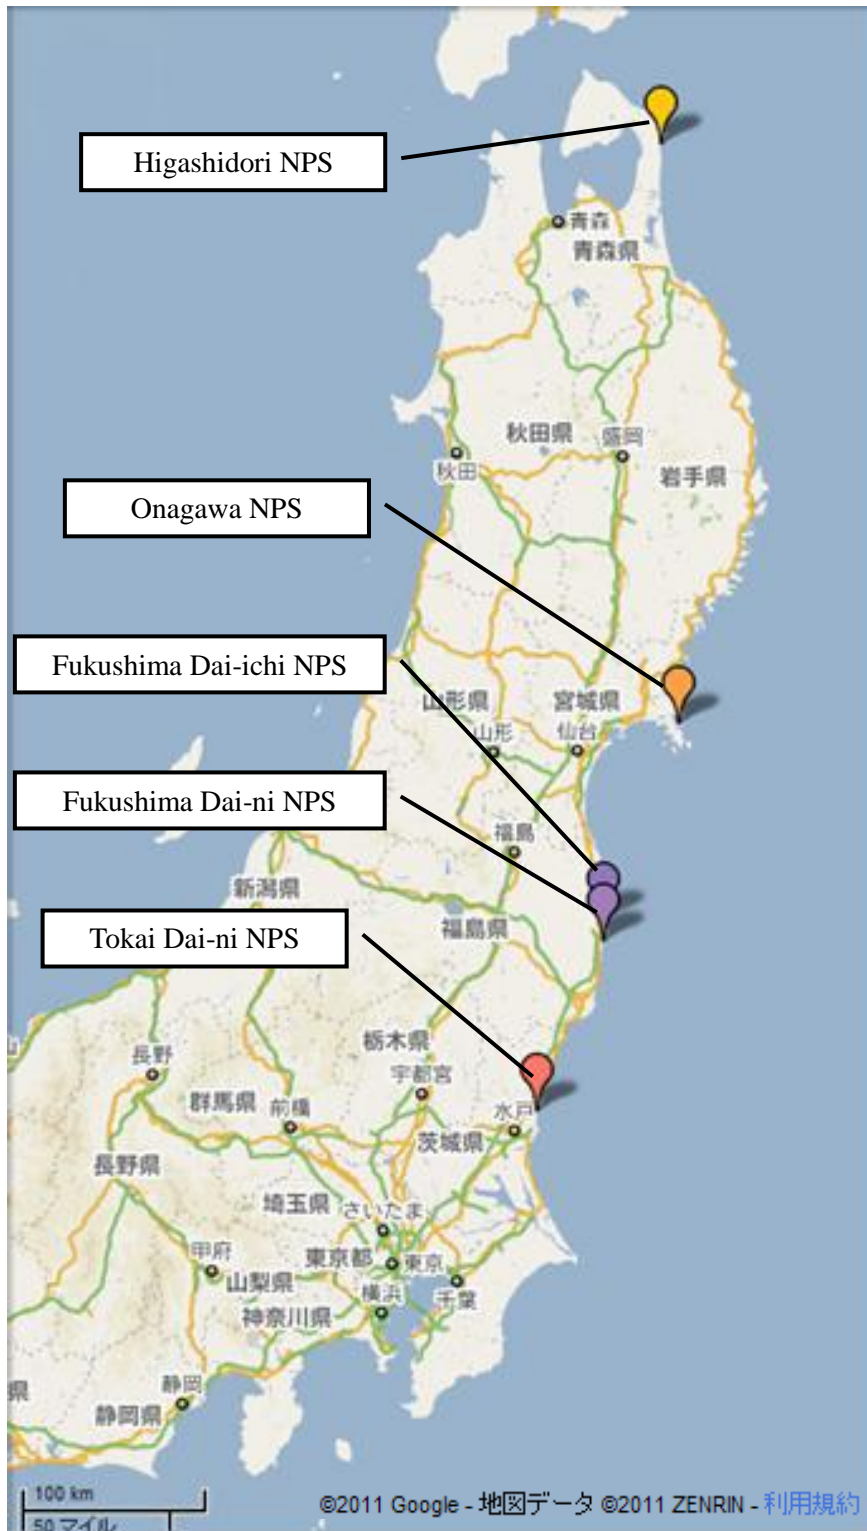 Higashidori NPS
青森
青森県
秋田県
盛岡
秋田
岩手県
Onagawa NPS
Fukushima Dai-ichi NPS
山形県
宮城県
山形
仙台
Fukushima Dai-ni NPS
福島
新潟県
福島県
Tokai Dai-ni NPS
栃木県
長野
宇都宮
群馬県
前橋
水戸
茨城県
長野県
埼玉県
さいたま
甲府
東京都
東京
山梨県
横浜
千葉
神奈川県
静岡
県
静岡県
100 km
50 マイル
©2011 Google - 地図データ ©2011 ZENRIN - 利用規約